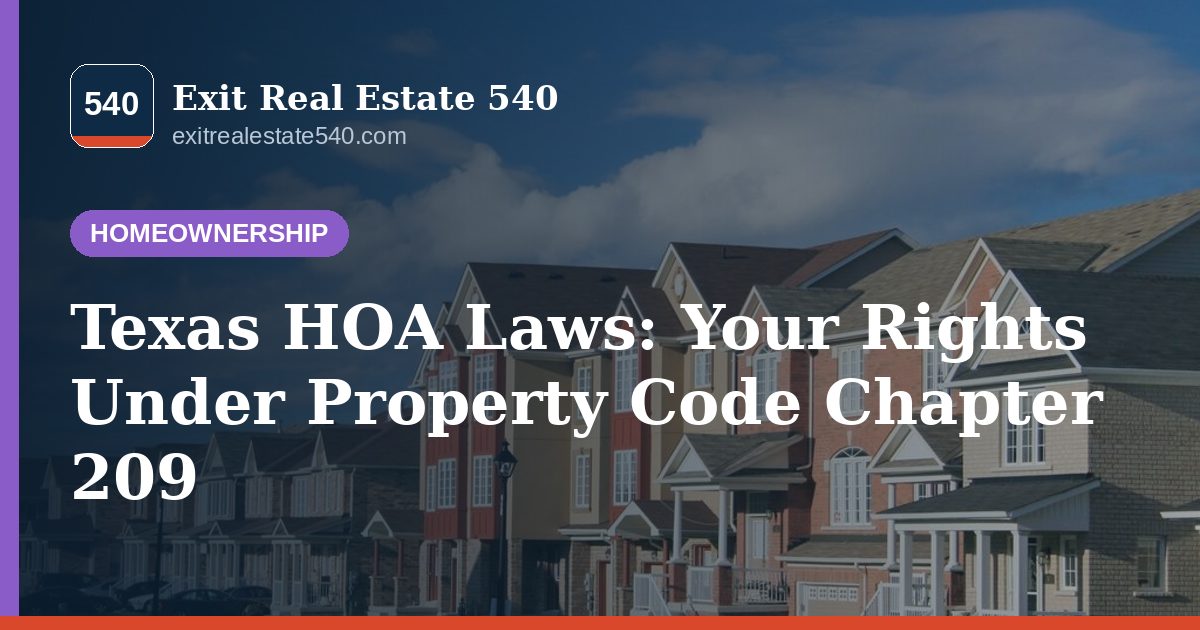 540
Exit Real Estate 540
exitrealestate540.com
HOMEOWNERSHIP
Texas HOA Laws: Your Rights
Under Property Code Chapter
209